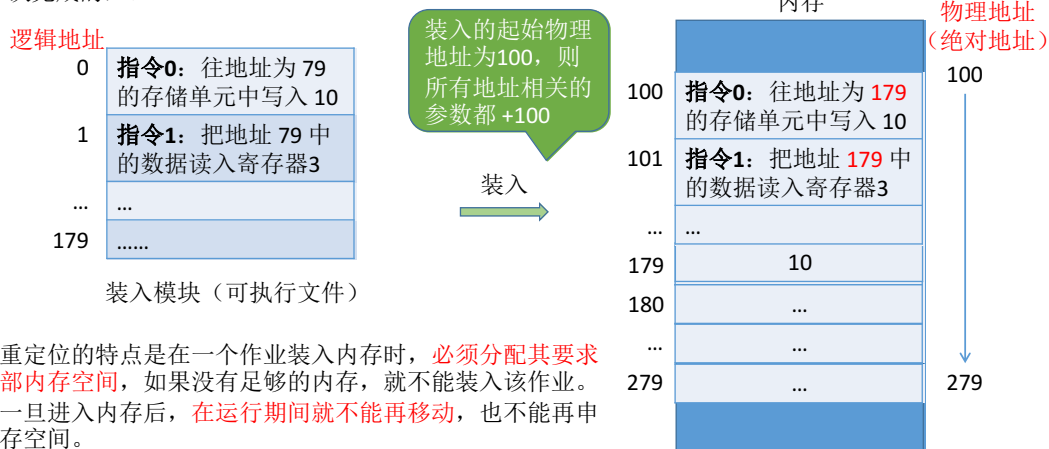 内存
物理地址
（绝对地址）
逻辑地址
0
指令0：往地址为 79
的存储单元中写入 10
1
指令1：把地址 79 中
的数据读入寄存器3
...
...
179
......
装入模块（可执行文件）
装入的起始物理
地址为100，则
所有地址相关的
参数都 +100
装入
100
指令0：往地址为 179
的存储单元中写入 10
101
指令1：把地址 179 中
的数据读入寄存器3
...
...
179
10
180
...
...
...
279
...
100
279
重定位的特点是在一个作业装入内存时，必须分配其要求
部内存空间，如果没有足够的内存，就不能装入该作业。
一旦进入内存后，在运行期间就不能再移动，也不能再申
存空间。